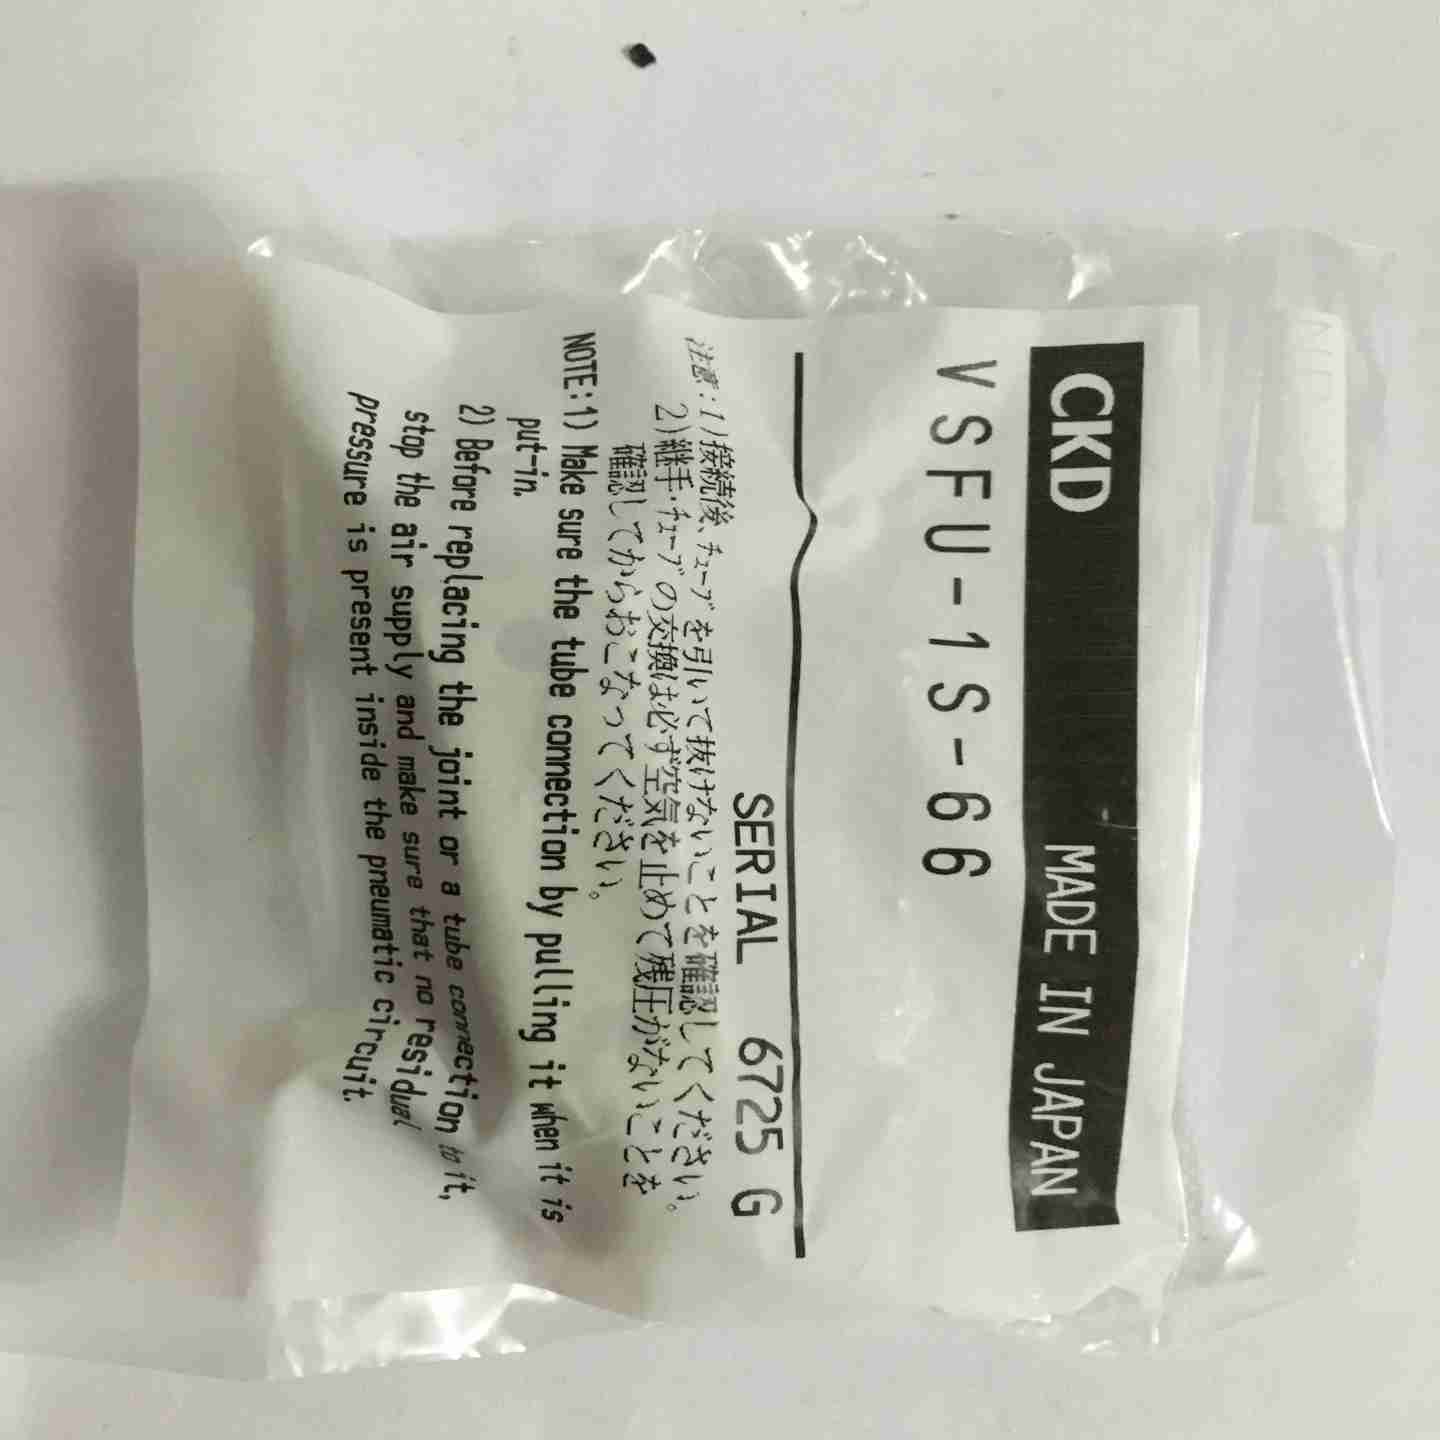 CKD MADE IN JAPAN
VSFU-1S-66
SERIAL 6725 G
注意:1)接続後、チューブを引いて抜けないことを確認してください。
2)継手・チューブの交換は必ず空気を止めて残圧がないことを
確認してからおこなってください。
NOTE:1) Make sure the tube connection by pulling it when it is
put-in.
2) Before replacing the joint or a tube connection to it,
stop the air supply and make sure that no residual
pressure is present inside the pneumatic circuit.